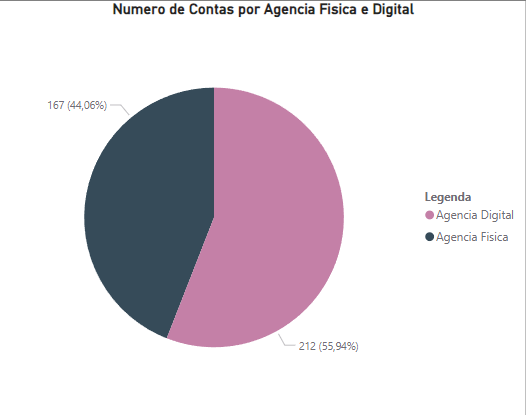 Numero de Contas por Agencia Fisica e Digital
167 (44,06%)
Legenda
Agencia Digital
Agencia Fisica
212 (55,94%)